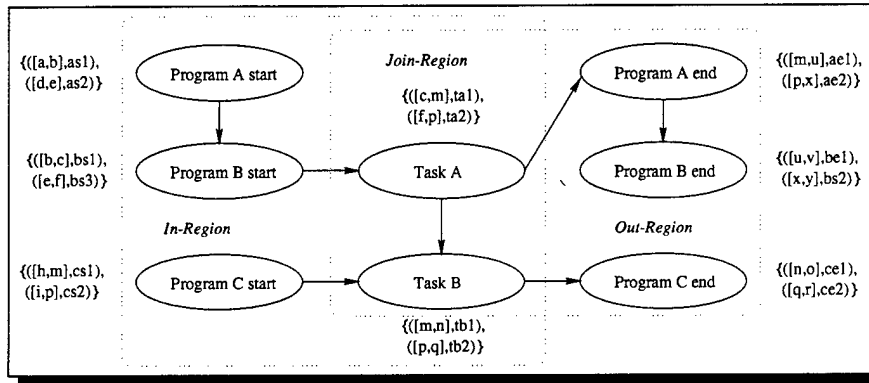 {([a,b],as1),
([d,e],as2)}
Program A start
Join-Region
{([c,m],ta1),
([f,p],ta2)}
Program A end
{([m,u],ae1),
([p,x],ae2)}
{([b,c],bs1),
([e,f],bs3)}
Program B start
Task A
Program B end
{([u,v],be1),
([x,y],bs2)}
In-Region
Out-Region
{([h,m],cs1),
([i,p],cs2)}
Program C start
Task B
Program C end
{([n,o],ce1),
([q,r],ce2)}
{([m,n],tb1),
([p,q],tb2)}